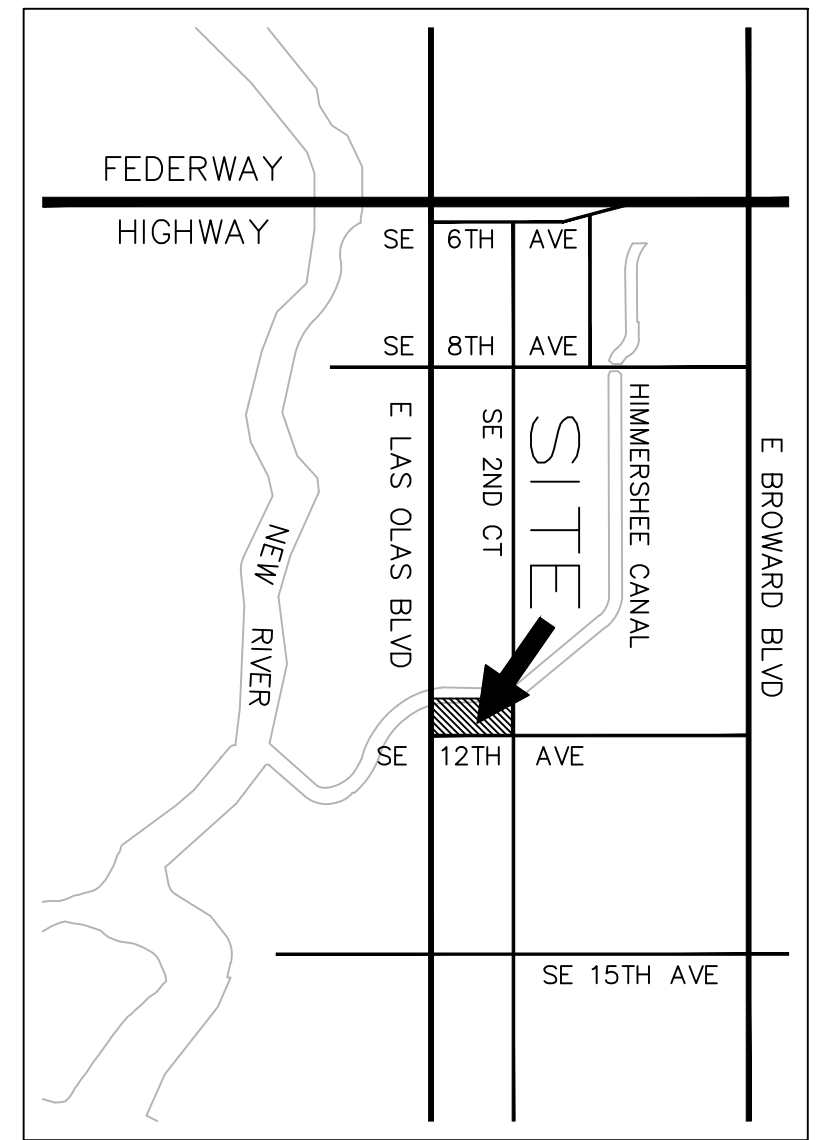 FEDERWAY
HIGHWAY
SE 6TH AVE
SE 8TH AVE
E LAS OLAS BLVD
SE 2ND CT
SITE
HIMMERSHEE CANAL
E BROWARD BLVD
NEW RIVER
SE 12TH AVE
SE 15TH AVE